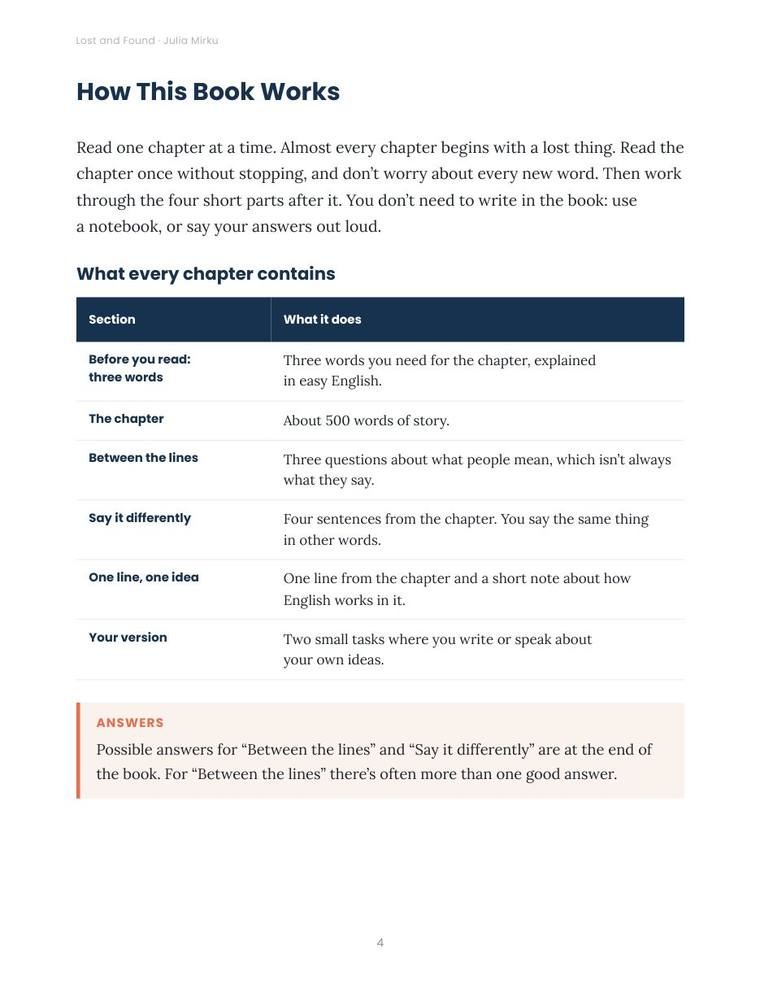 Lost and Found · Julia Mirku
How This Book Works
Read one chapter at a time. Almost every chapter begins with a lost thing. Read the
chapter once without stopping, and don’t worry about every new word. Then work
through the four short parts after it. You don’t need to write in the book: use
a notebook, or say your answers out loud.
What every chapter contains
Section
What it does
Before you read:
three words
Three words you need for the chapter, explained
in easy English.
The chapter
About 500 words of story.
Between the lines
Three questions about what people mean, which isn’t always
what they say.
Say it differently
Four sentences from the chapter. You say the same thing
in other words.
One line, one idea
One line from the chapter and a short note about how
English works in it.
Your version
Two small tasks where you write or speak about
your own ideas.
ANSWERS
Possible answers for “Between the lines” and “Say it differently” are at the end of
the book. For “Between the lines” there’s often more than one good answer.
4